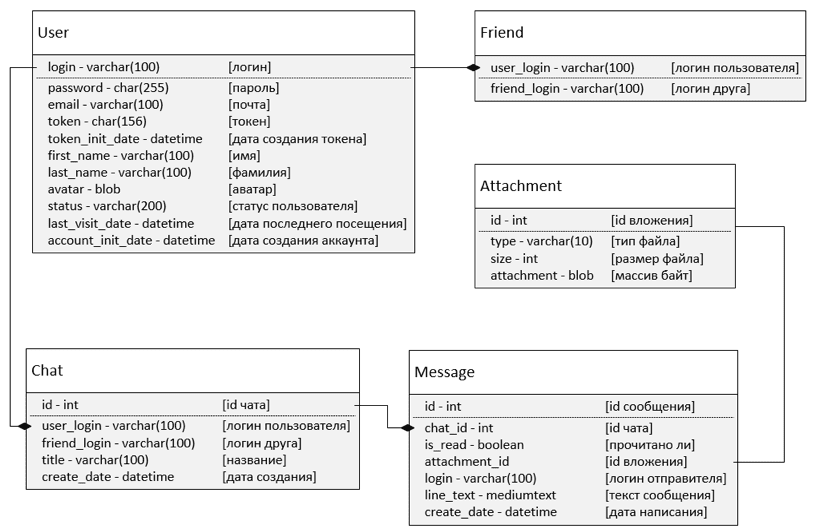 User
login - varchar(100) [логин]
password - char(255) [пароль]
email - varchar(100) [почта]
token - char(156) [токен]
token_init_date - datetime [дата создания токена]
first_name - varchar(100) [имя]
last_name - varchar(100) [фамилия]
avatar - blob [аватар]
status - varchar(200) [статус пользователя]
last_visit_date - datetime [дата последнего посещения]
account_init_date - datetime [дата создания аккаунта]
Friend
user_login - varchar(100) [логин пользователя]
friend_login - varchar(100) [логин друга]
Attachment
id - int [id вложения]
type - varchar(10) [тип файла]
size - int [размер файла]
attachment - blob [массив байт]
Chat
id - int [id чата]
user_login - varchar(100) [логин пользователя]
friend_login - varchar(100) [логин друга]
title - varchar(100) [название]
create_date - datetime [дата создания]
Message
id - int [id сообщения]
chat_id - int [id чата]
is_read - boolean [прочитано ли]
attachment_id [id вложения]
login - varchar(100) [логин отправителя]
line_text - mediumtext [текст сообщения]
create_date - datetime [дата написания]